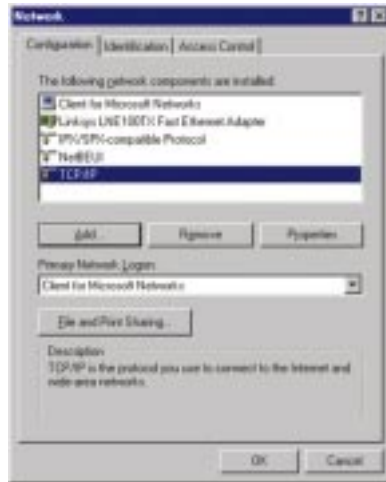 Network
Configuration Identification Access Control
The following network components are installed:
Client for Microsoft Networks
Linksys LNE100TX Fast Ethernet Adapter
IPX/SPX-compatible Protocol
NetBEUI
TCP/IP
Add... Remove Properties
Primary Network Logon:
Client for Microsoft Networks
File and Print Sharing...
Description
TCP/IP is the protocol you use to connect to the Internet and
wide-area networks.
OK Cancel